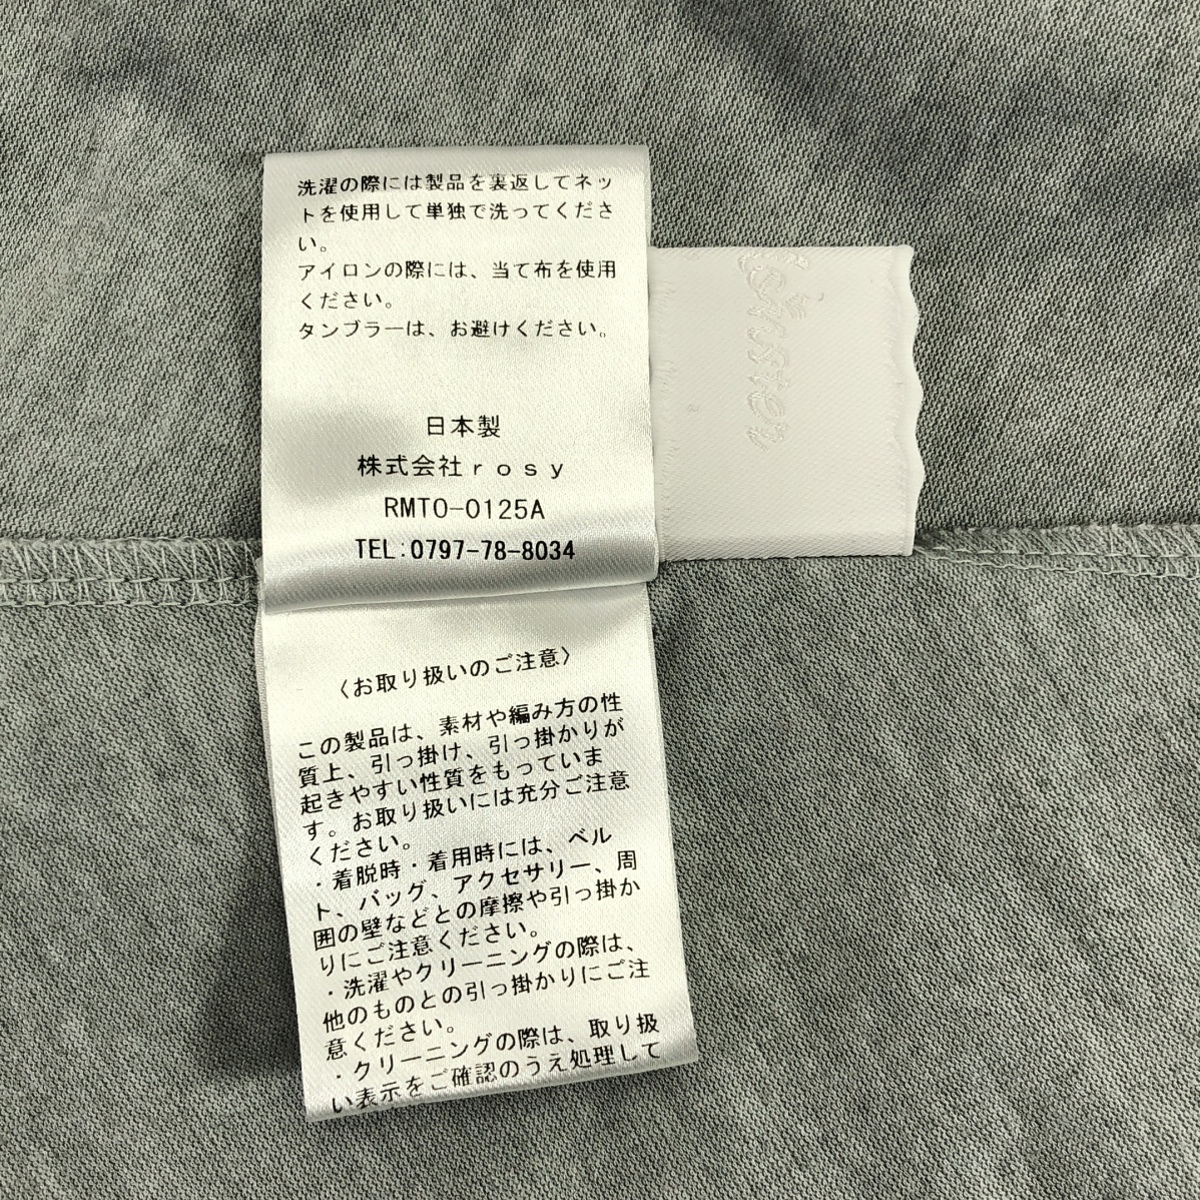 洗濯の際には製品を裏返してネッ
トを使用して単独で洗ってくださ
い。
アイロンの際には、当て布を使用
ください。
タンブラーは、お避けください。
日本製
株式会社rosy
RMTO-0125A
TEL:0797-78-8034
〈お取り扱いのご注意〉
この製品は、素材や編み方の性
質上、引っ掛け、引っ掛かりが
起きやすい性質をもっていま
す。お取り扱いには充分ご注意
ください。
・着脱時・着用時には、ベル
ト、バッグ、アクセサリー、周
囲の壁などとの摩擦や引っ掛か
りにご注意ください。
・洗濯やクリーニングの際は、
他のものとの引っ掛かりにご注
意ください。
・クリーニングの際は、取り扱
い表示をご確認のうえ処理して